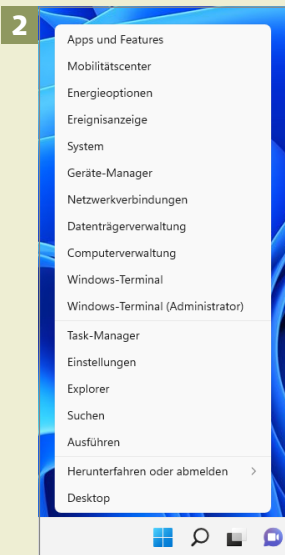 2
Apps und Features
Mobilitätscenter
Energieoptionen
Ereignisanzeige
System
Geräte-Manager
Netzwerkverbindungen
Datenträgerverwaltung
Computerverwaltung
Windows-Terminal
Windows-Terminal (Administrator)
Task-Manager
Einstellungen
Explorer
Suchen
Ausführen
Herunterfahren oder abmelden
Desktop